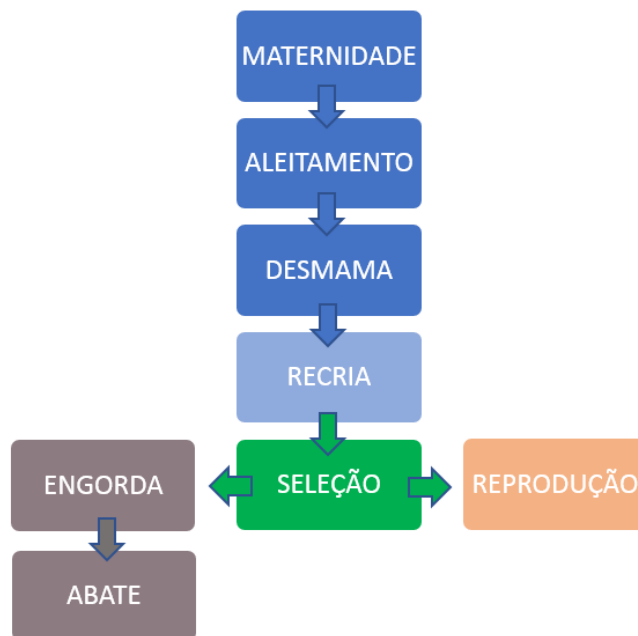 MATERNIDADE
ALEITAMENTO
DESMAMA
RECRIA
ENGORDA
SELEÇÃO
REPRODUÇÃO
ABATE